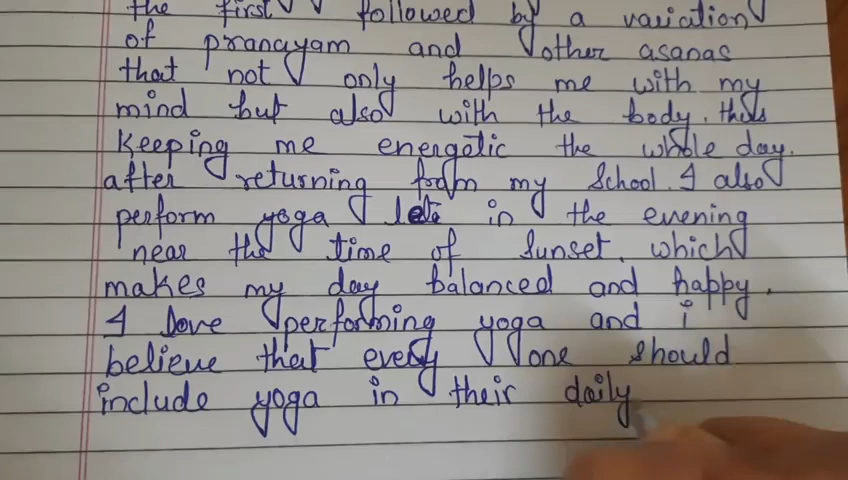 the first followed by a variation
of pranayam and other asanas
that not only helps me with my
mind but also with the body. thus
keeping me energetic the whole day.
after returning from my School. I also
perform yoga late in the evening
near the time of sunset. which
makes my day balanced and happy.
I love performing yoga and i
believe that every one should
include yoga in their daily